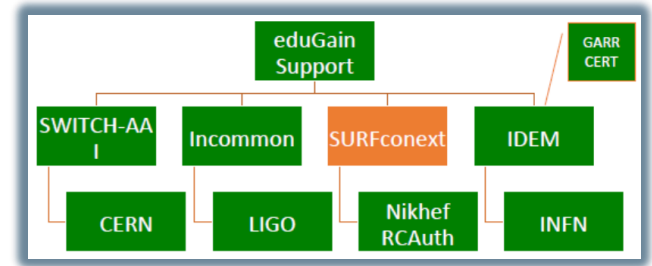 eduGain
Support
GARR
CERT
SWITCH-AA
I
Incommon
SURFconext
IDEM
CERN
LIGO
Nikhef
RCAuth
INFN